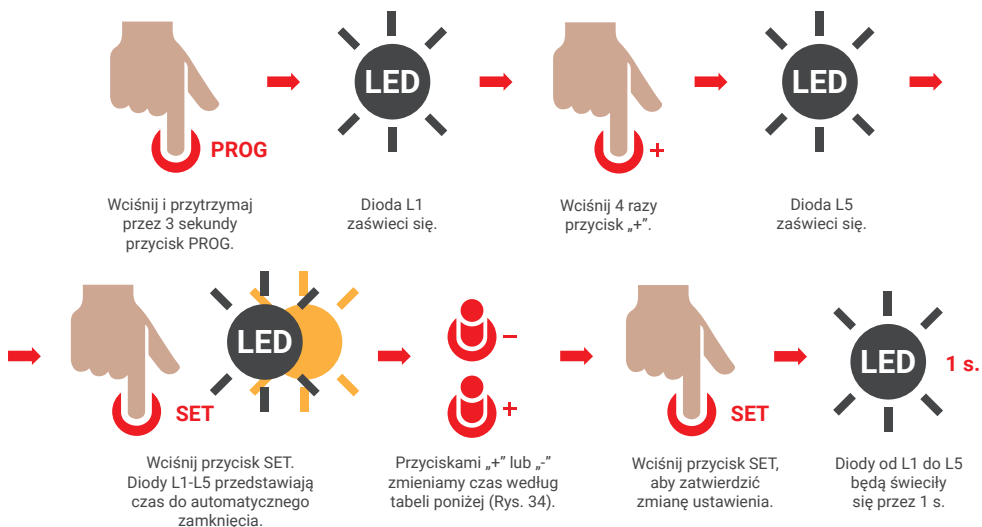 LED
PROG
Wciśnij i przytrzymaj
przez 3 sekundy
przycisk PROG.
Dioda L1
zaświeci się.
+
Wciśnij 4 razy
przycisk „+”.
LED
Dioda L5
zaświeci się.
SET
LED
Wciśnij przycisk SET.
Diody L1-L5 przedstawiają
czas do automatycznego
zamknięcia.
-
+
Przyciskami „+” lub „-”
zmieniamy czas według
tabeli poniżej (Rys. 34).
SET
Wciśnij przycisk SET,
aby zatwierdzić
zmianę ustawienia.
LED
1 s.
Diody od L1 do L5
będą świeciły
się przez 1 s.